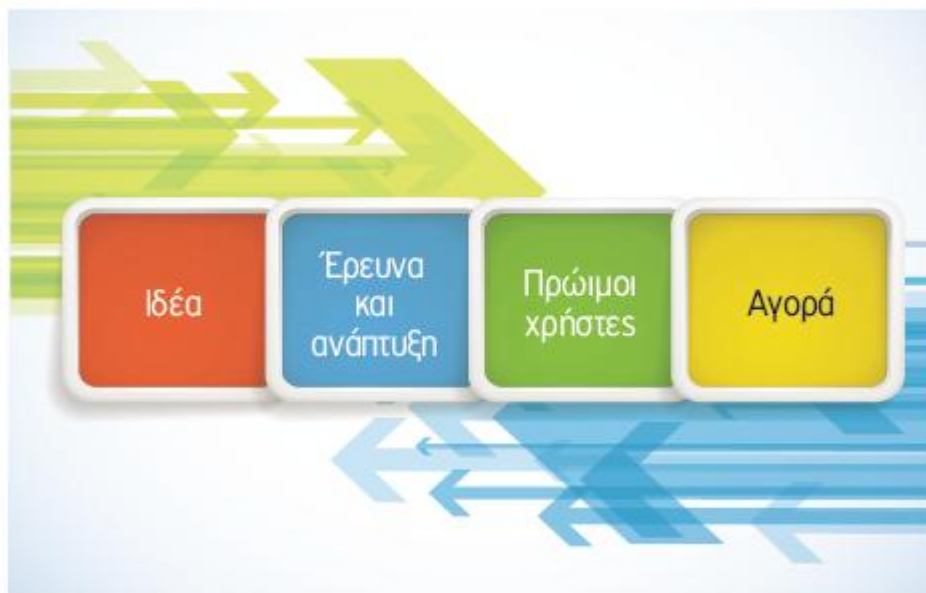 Ιδέα
Έρευνα
και
ανάπτυξη
Πρώιμοι
χρήστες
Αγορά